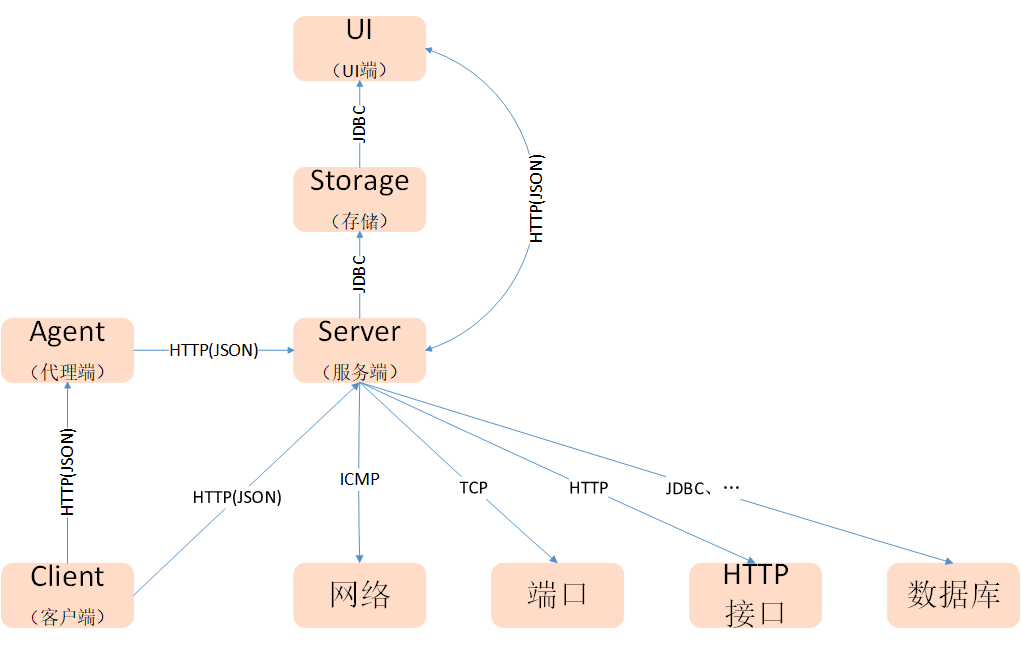 UI
（UI端）
JDBC
HTTP(JSON)
Storage
（存储）
JDBC
Agent
（代理端）
HTTP(JSON)
Server
（服务端）
HTTP(JSON)
HTTP(JSON)
ICMP
TCP
HTTP
JDBC、…
Client
（客户端）
网络
端口
HTTP
接口
数据库